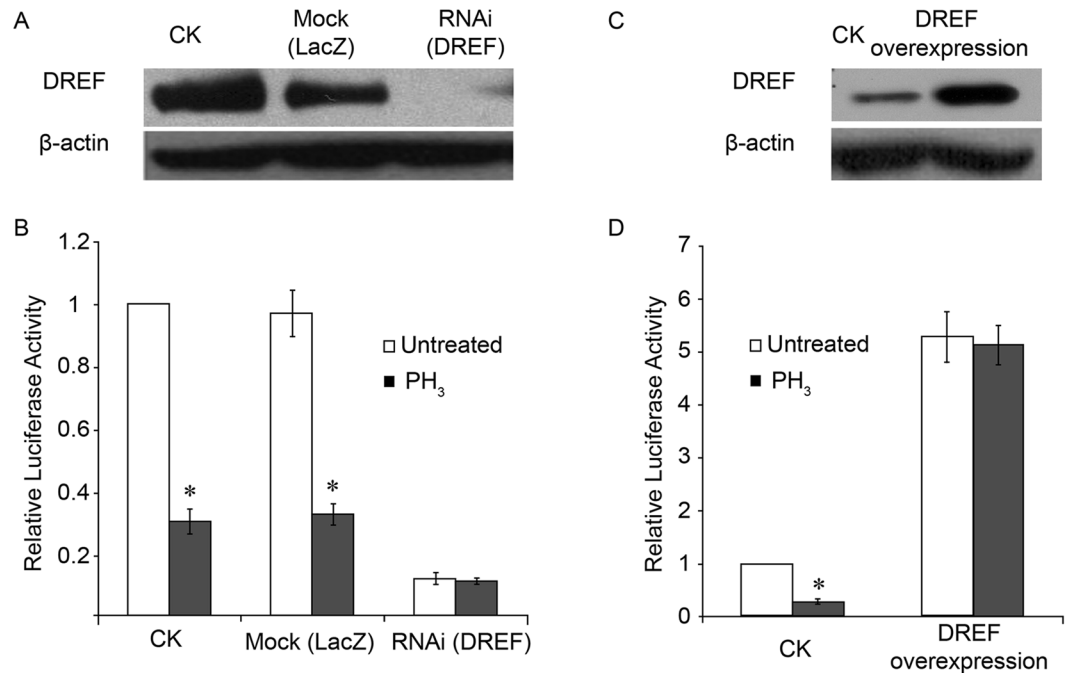 A
CK
Mock
(LacZ)
RNAi
(DREF)
DREF
β-actin
C
CK
DREF
overexpression
DREF
β-actin
B
Relative Luciferase Activity
1.2
1
0.8
0.6
0.4
0.2
*
*
Untreated
PH3
CK
Mock (LacZ)
RNAi (DREF)
D
Relative Luciferase Activity
7
6
5
4
3
2
1
0
Untreated
PH3
*
CK
DREF
overexpression